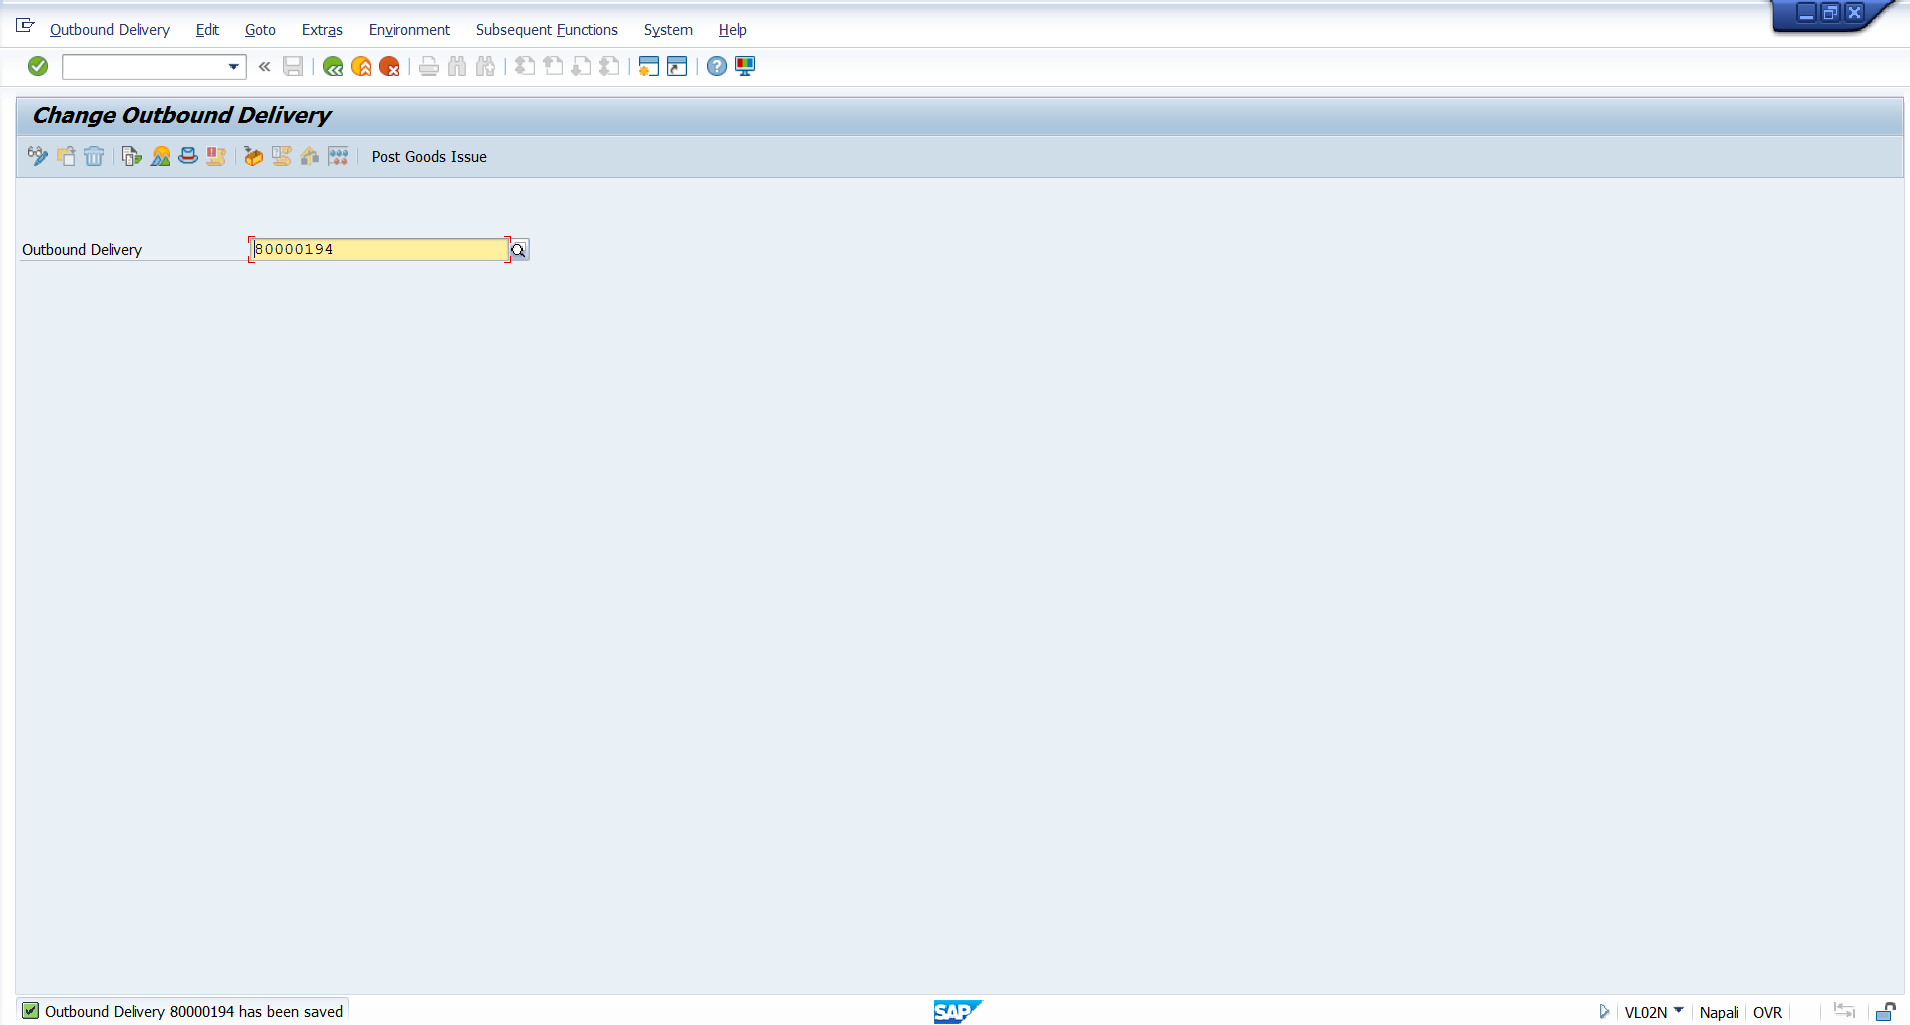 Outbound Delivery Edit Goto Extras Environment Subsequent Functions System Help
Change Outbound Delivery
Post Goods Issue
Outbound Delivery 80000194
Outbound Delivery 80000194 has been saved
SAP
VL02N Napali OVR